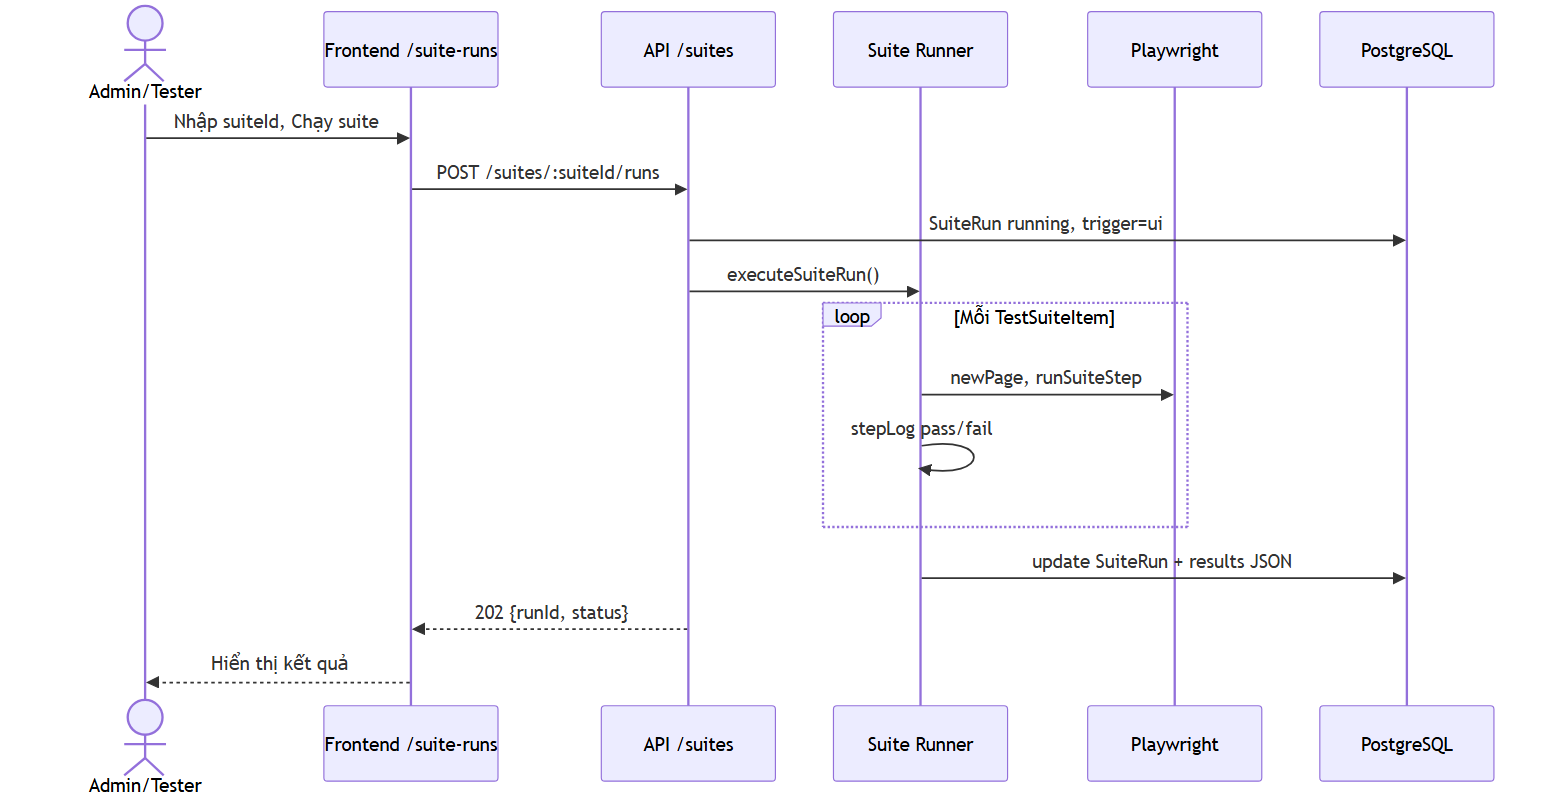 Admin/Tester
Frontend /suite-runs
API /suites
Suite Runner
Playwright
PostgreSQL
Nhập suiteId, Chạy suite
POST /suites/:suiteId/runs
SuiteRun running, trigger=ui
executeSuiteRun()
loop
[Mỗi TestSuiteItem]
newPage, runSuiteStep
stepLog pass/fail
update SuiteRun + results JSON
202 {runId, status}
Hiển thị kết quả
Admin/Tester
Frontend /suite-runs
API /suites
Suite Runner
Playwright
PostgreSQL